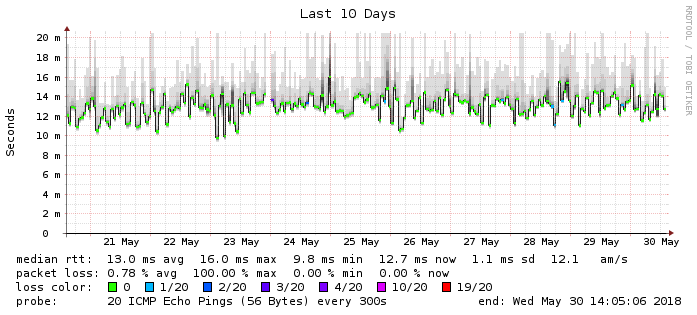 Last 10 Days
RRDTOOL / TOBI OETIKER
Seconds
20 m
18 m
16 m
14 m
12 m
10 m
8 m
6 m
4 m
2 m
0
21 May 22 May 23 May 24 May 25 May 26 May 27 May 28 May 29 May 30 May
median rtt: 13.0 ms avg 16.0 ms max 9.8 ms min 12.7 ms now 1.1 ms sd 12.1 am/s
packet loss: 0.78 % avg 100.00 % max 0.00 % min 0.00 % now
loss color: 0 1/20 2/20 3/20 4/20 10/20 19/20
probe: 20 ICMP Echo Pings (56 Bytes) every 300s end: Wed May 30 14:05:06 2018